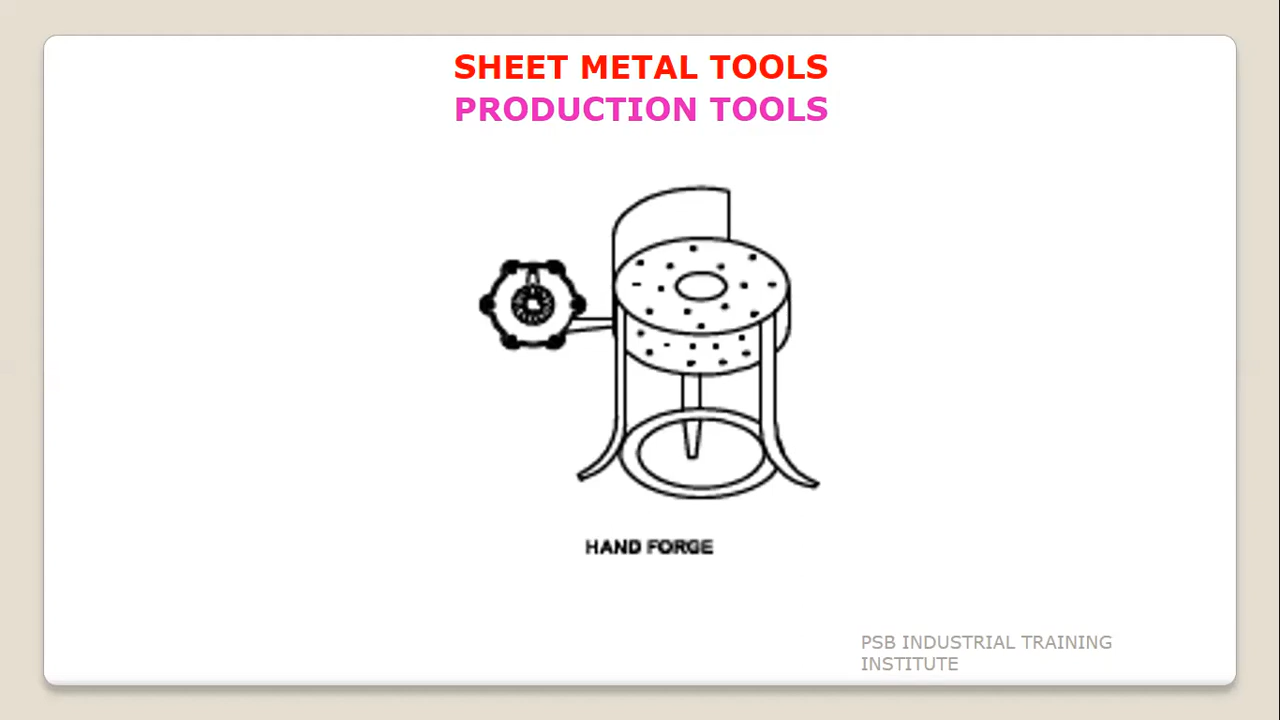 SHEET METAL TOOLS
PRODUCTION TOOLS
HAND FORGE
PSB INDUSTRIAL TRAINING
INSTITUTE